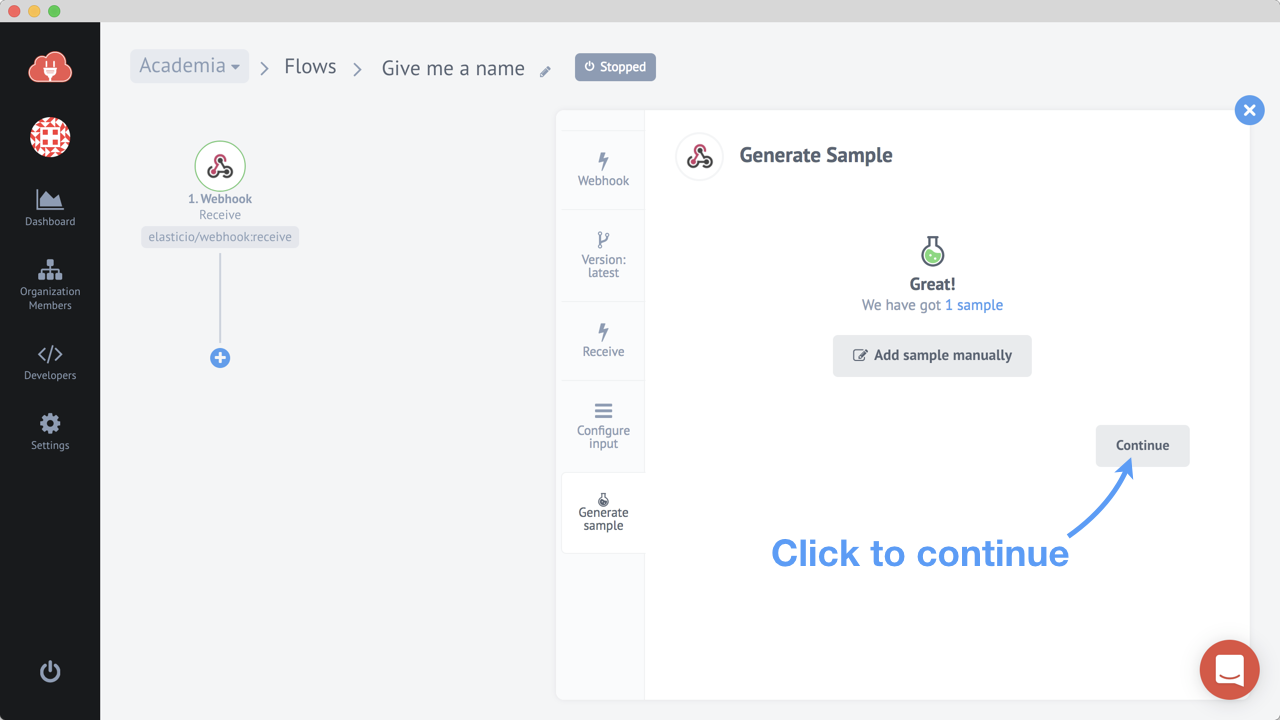 Academia
Flows
Give me a name
Stopped
Dashboard
Organization
Members
Developers
Settings
1. Webhook
Receive
elasticio/webhook:receive
Webhook
Version:
latest
Receive
Configure
input
Generate
sample
Generate Sample
Great!
We have got 1 sample
Add sample manually
Continue
Click to continue